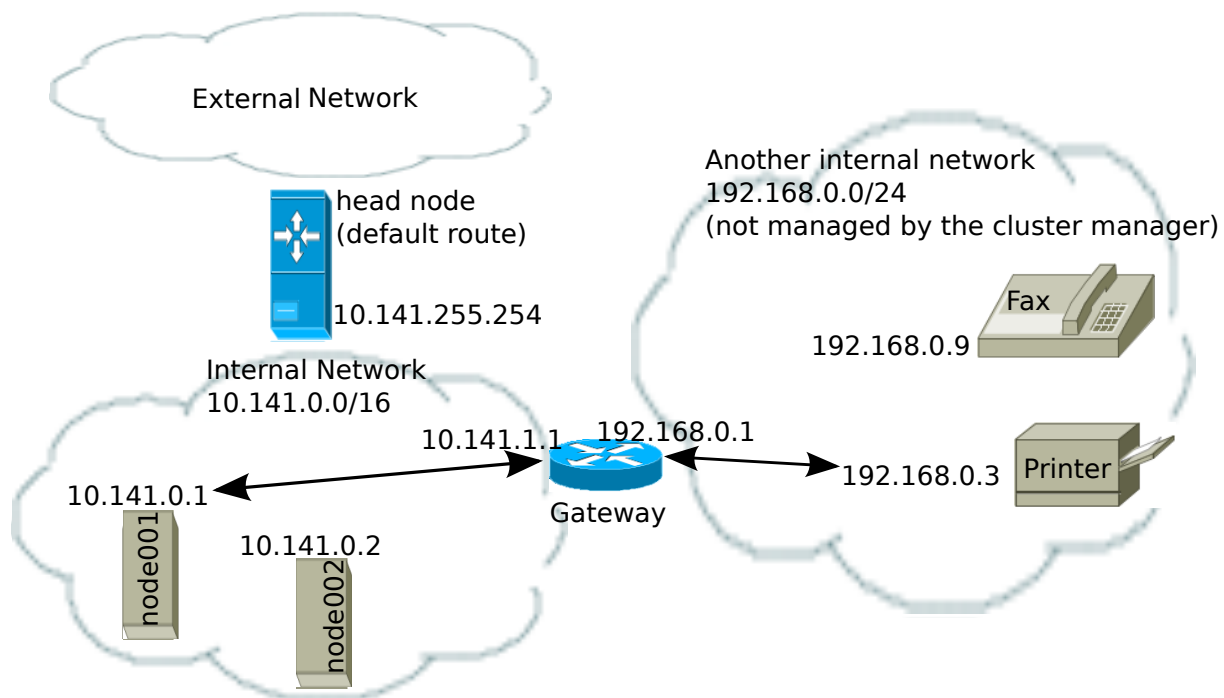 External Network
head node
(default route)
10.141.255.254
Internal Network
10.141.0.0/16
10.141.1.1
10.141.0.1
node001
10.141.0.2
node002
192.168.0.1
Gateway
Another internal network
192.168.0.0/24
(not managed by the cluster manager)
Fax
192.168.0.9
192.168.0.3
Printer